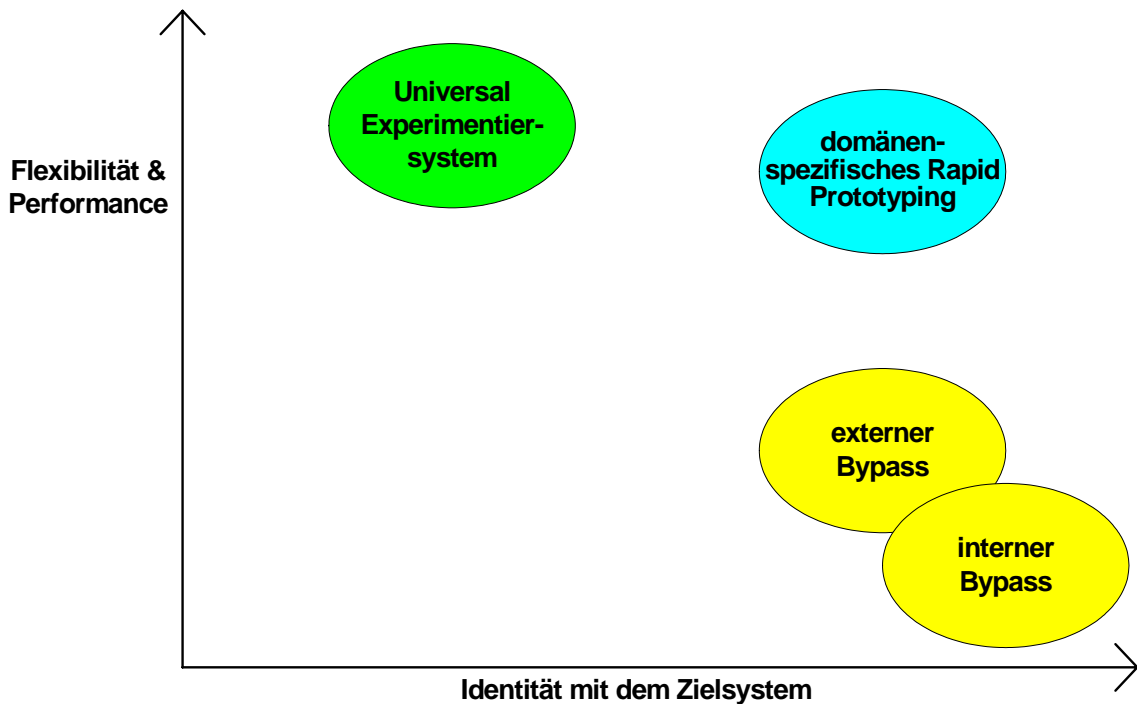 Universal
Experimentier-
system
domänen-
spezifisches Rapid
Prototyping
Flexibilität &
Performance
externer
Bypass
interner
Bypass
Identität mit dem Zielsystem